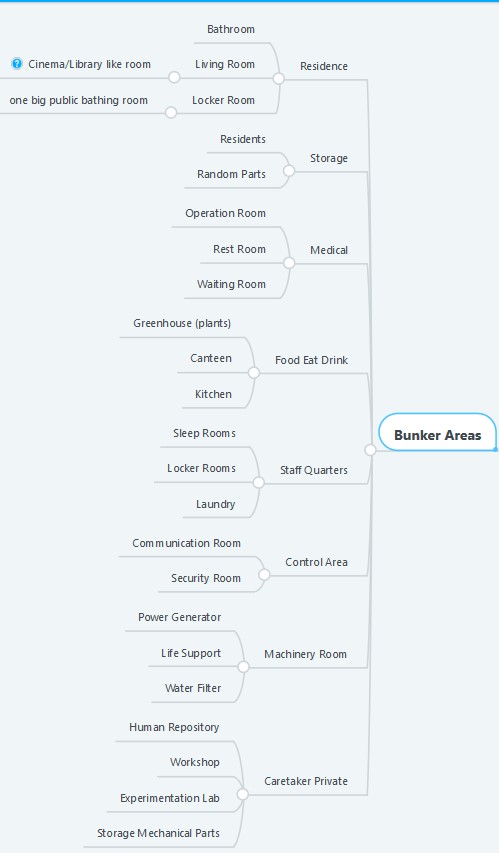 Bathroom
Cinema/Library like room
Living Room
Residence
one big public bathing room
Locker Room
Residents
Storage
Random Parts
Operation Room
Rest Room
Medical
Waiting Room
Greenhouse (plants)
Canteen
Food Eat Drink
Kitchen
Bunker Areas
Sleep Rooms
Locker Rooms
Staff Quarters
Laundry
Communication Room
Control Area
Security Room
Power Generator
Life Support
Machinery Room
Water Filter
Human Repository
Workshop
Caretaker Private
Experimentation Lab
Storage Mechanical Parts